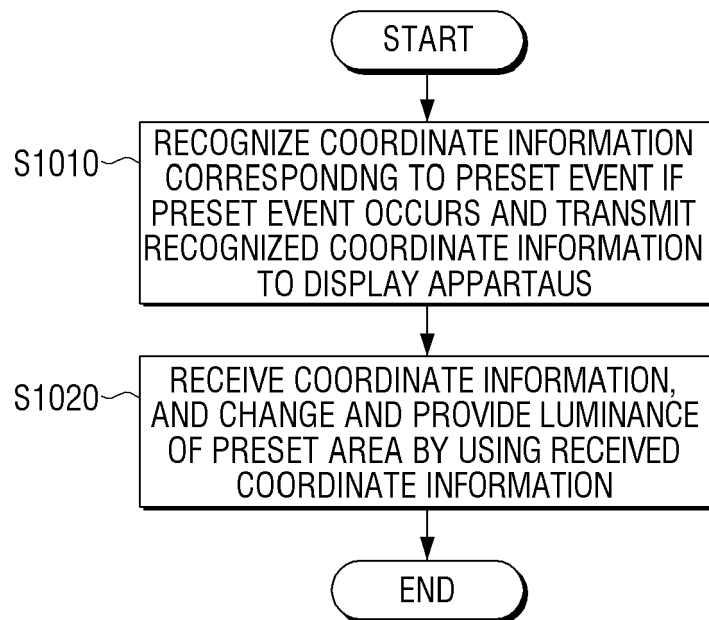 START
S1010
RECOGNIZE COORDINATE INFORMATION
CORRESPONDNG TO PRESET EVENT IF
PRESET EVENT OCCURS AND TRANSMIT
RECOGNIZED COORDINATE INFORMATION
TO DISPLAY APPARTAUS
S1020
RECEIVE COORDINATE INFORMATION,
AND CHANGE AND PROVIDE LUMINANCE
OF PRESET AREA BY USING RECEIVED
COORDINATE INFORMATION
END